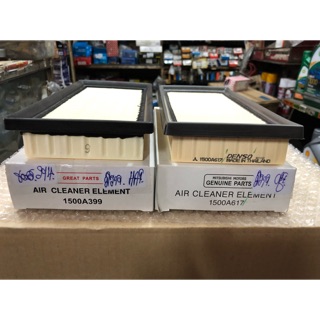 GREAT PARTS
AIR CLEANER ELEMENT
1500A399
1500A617
DENSO
MADE IN THAILAND
MITSUBISHI MOTORS
GENUINE PARTS
AIR CLEANER ELEMENT
1500A617